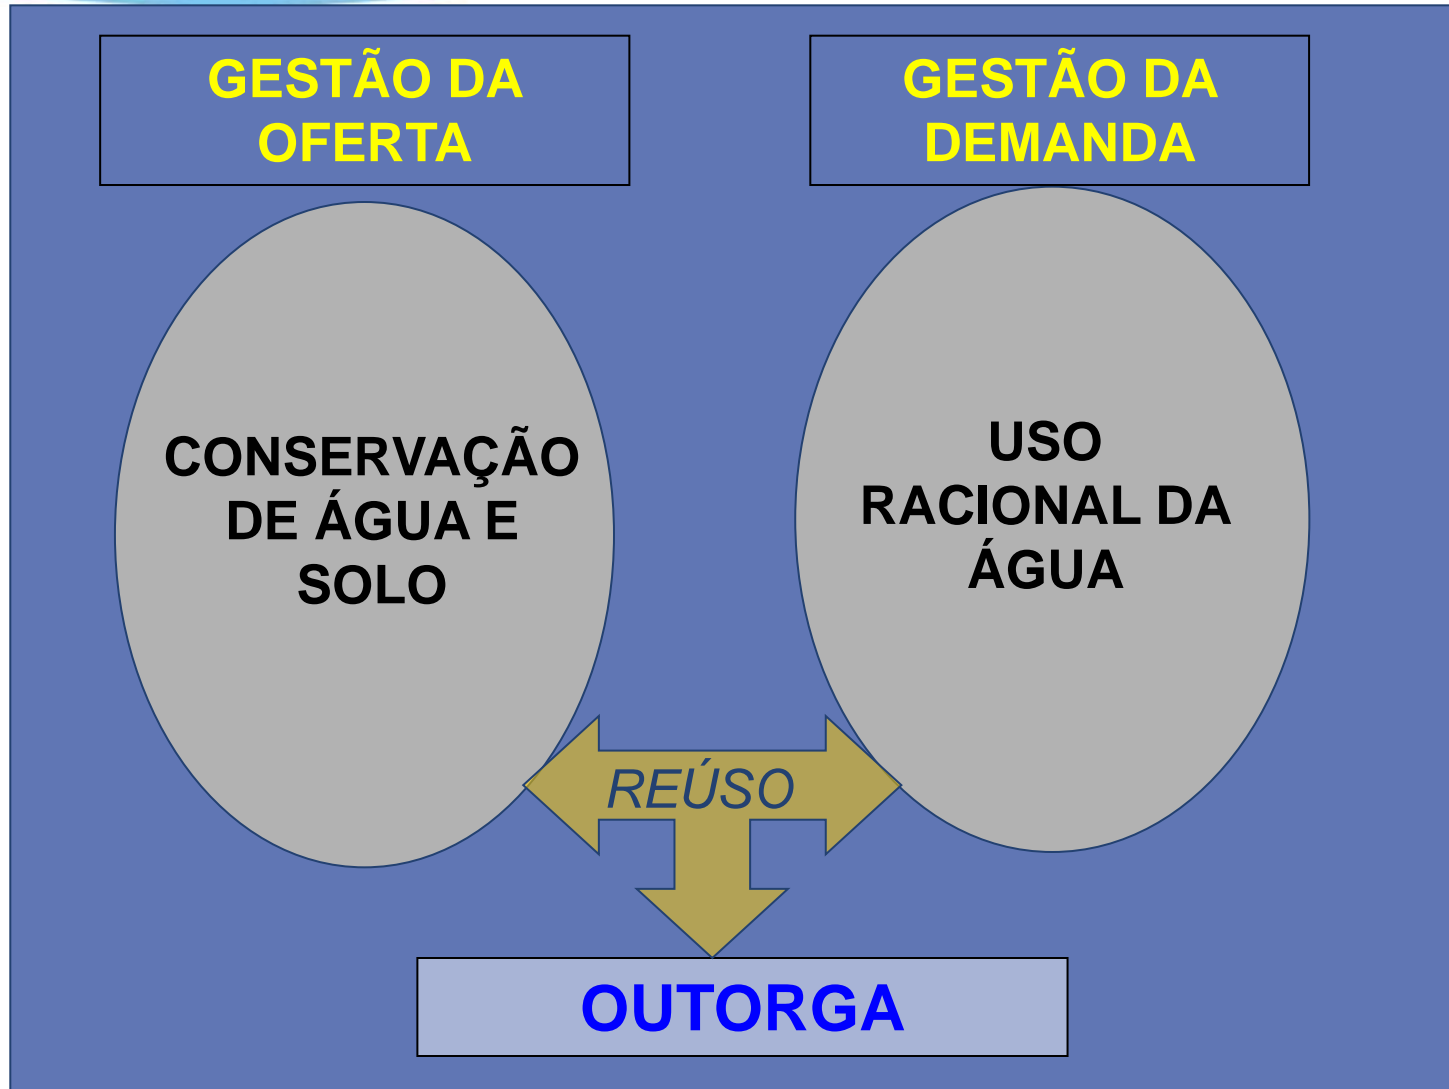 GESTÃO DA
OFERTA
GESTÃO DA
DEMANDA
CONSERVAÇÃO
DE ÁGUA E
SOLO
USO
RACIONAL DA
ÁGUA
REÚSO
OUTORGA